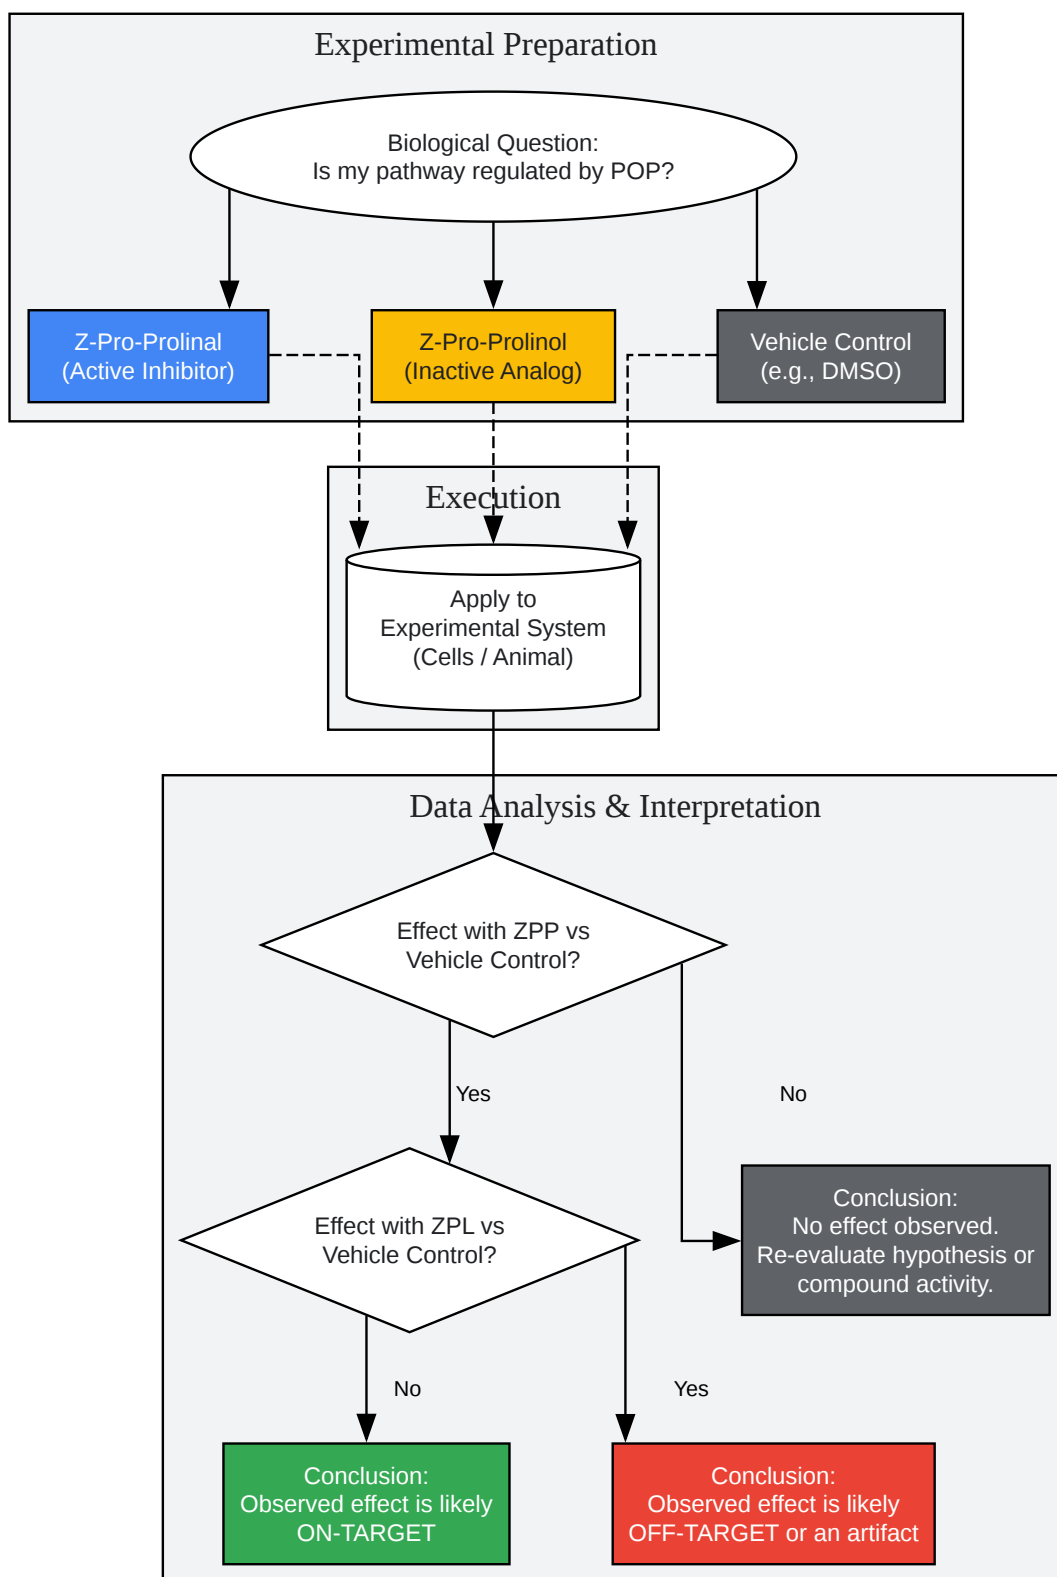 Experimental Preparation
Biological Question:
Is my pathway regulated by POP?
Z-Pro-Prolinal
(Active Inhibitor)
Z-Pro-Prolinol
(Inactive Analog)
Vehicle Control
(e.g., DMSO)
Execution
Apply to
Experimental System
(Cells / Animal)
Data Analysis & Interpretation
Effect with ZPP vs
Vehicle Control?
Yes
No
Effect with ZPL vs
Vehicle Control?
Conclusion:
No effect observed.
Re-evaluate hypothesis or
compound activity.
No
Yes
Conclusion:
Observed effect is likely
ON-TARGET
Conclusion:
Observed effect is likely
OFF-TARGET or an artifact